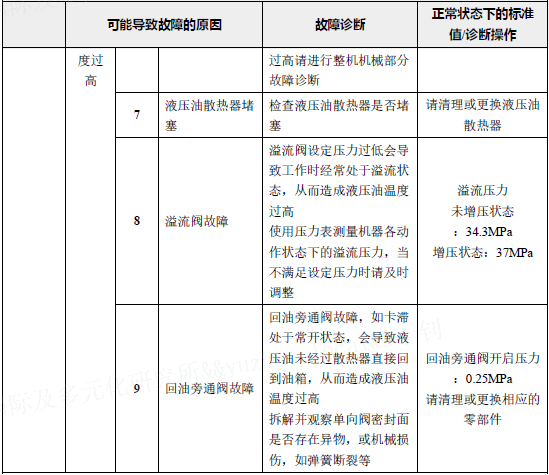 可能导致故障的原因
故障诊断
正常状态下的标准
值/诊断操作
度过
高
过高请进行整机机械部分
故障诊断
7
液压油散热器堵
塞
检查液压油散热器是否堵
塞
请清理或更换液压油
散热器
8
溢流阀故障
溢流阀设定压力过低会导
致工作时经常处于溢流状
态，从而造成液压油温度
过高
使用压力表测量机器各动
作状态下的溢流压力，当
不满足设定压力时请及时
调整
溢流压力
未增压状态
：34.3MPa
增压状态：37MPa
9
回油旁通阀故障
回油旁通阀故障，如卡滞
处于常开状态，会导致液
压油未经过散热器直接回
到油箱，从而造成液压油
温度过高
拆解并观察单向阀密封面
是否存在异物，或机械损
伤，如弹簧断裂等
回油旁通阀开启压力
：0.25MPa
请清理或更换相应的
零部件